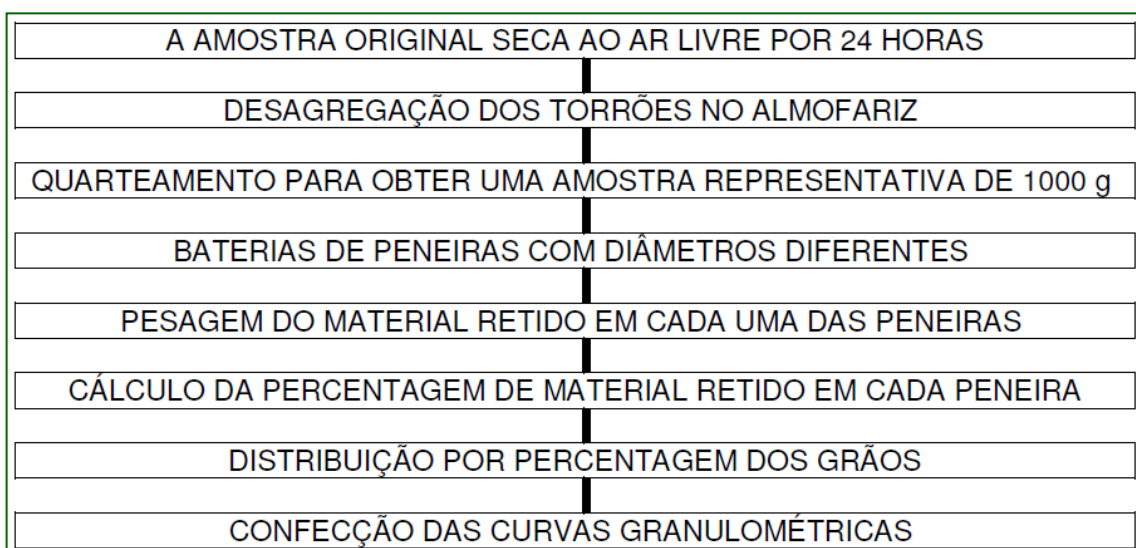 A AMOSTRA ORIGINAL SECA AO AR LIVRE POR 24 HORAS
DESAGREGAÇÃO DOS TORRÕES NO ALMOFARIZ
QUARTEAMENTO PARA OBTER UMA AMOSTRA REPRESENTATIVA DE 1000 g
BATERIAS DE PENEIRAS COM DIÂMETROS DIFERENTES
PESAGEM DO MATERIAL RETIDO EM CADA UMA DAS PENEIRAS
CÁLCULO DA PERCENTAGEM DE MATERIAL RETIDO EM CADA PENEIRA
DISTRIBUIÇÃO POR PERCENTAGEM DOS GRÃOS
CONFECÇÃO DAS CURVAS GRANULOMÉTRICAS